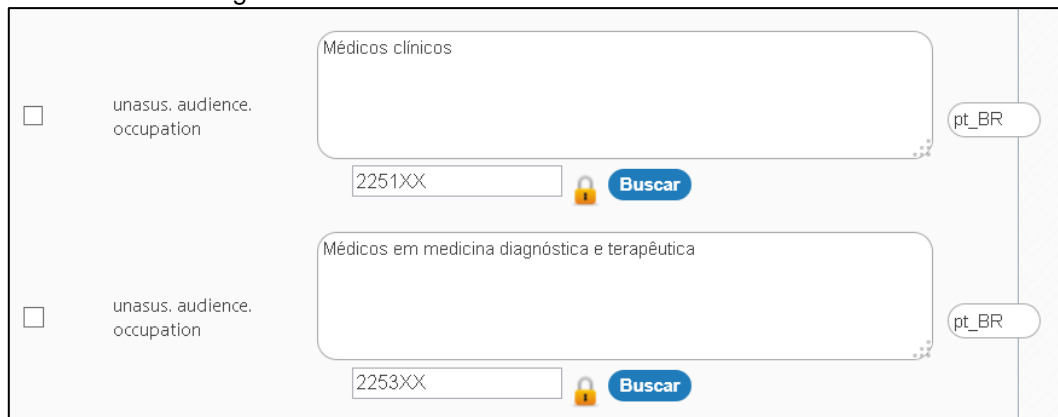 Médicos clínicos
unasus. audience.
occupation
pt_BR
2251XX
Buscar
Médicos em medicina diagnóstica e terapêutica
unasus. audience.
occupation
pt_BR
2253XX
Buscar